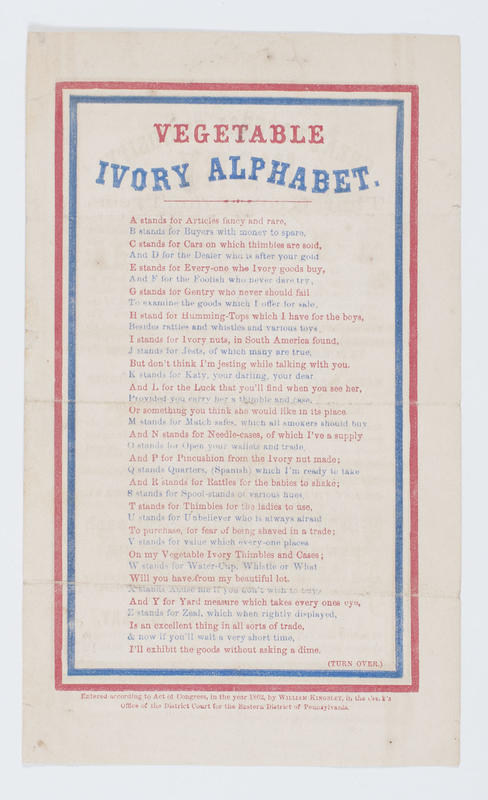 VEGETABLE
IVORY ALPHABET.
A stands for Articles fancy and rare,
B stands for Buyers with money to spare,
C stands for Cars on which thimbles are sold,
And D for the Dealer who is after your gold
E stands for Every-one who Ivory goods buy,
And F for the Foolish who never dare try,
G stands for Gentry who never should fail
To examine the goods which I offer for sale,
H stand for Humming-Tops which I have for the boys,
Besides rattles and whistles and various toys
I stands for Ivory nuts, in South America found,
J stands for Jests, of which many are true,
But don't think I'm jesting while talking with you.
K stands for Katy, your darling, your dear
And L for the Luck that you'll find when you see her,
Provided you carry her a thimble and case,
Or something you think she would like in its place
M stands for Match safes, which all smokers should buy
And N stands for Needle-cases, of which I've a supply
O stands for Open your wallets and trade,
And P for Pincushion from the Ivory nut made;
Q stands Quarters, (Spanish) which I'm ready to take
And R stands for Rattles for the babies to shake;
S stands for Spool-stands of various hues,
T stands for Thimbles for the ladies to use,
U stands for Unbeliever who is always afraid
To purchase, for fear of being shaved in a trade;
V stands for value which every-one places
On my Vegetable Ivory Thimbles and Cases;
W stands for Water-Cup, Whistle or What
Will you have from my beautiful lot.
X stands Abuse me if you don't wish to buy,
And Y for Yard measure which takes every ones eye,
Z stands for Zeal, which when rightly displayed,
Is an excellent thing in all sorts of trade,
& now if you'll wait a very short time,
I'll exhibit the goods without asking a dime.
(TURN OVER.)
Entered according to Act of Congress, in the year 1862, by WILLIAM KINGSLEY, in the Clerk's
Office of the District Court for the Eastern District of Pennsylvania.